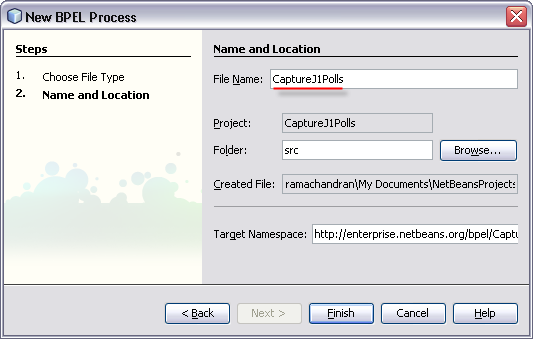 New BPEL Process
Steps
1. Choose File Type
2. Name and Location
Name and Location
File Name: CaptureJ1Polls
Project: CaptureJ1Polls
Folder: src Browse...
Created File: ramachandran\My Documents\NetBeansProjects
Target Namespace: http://enterprise.netbeans.org/bpel/Captu
< Back Next > Finish Cancel Help